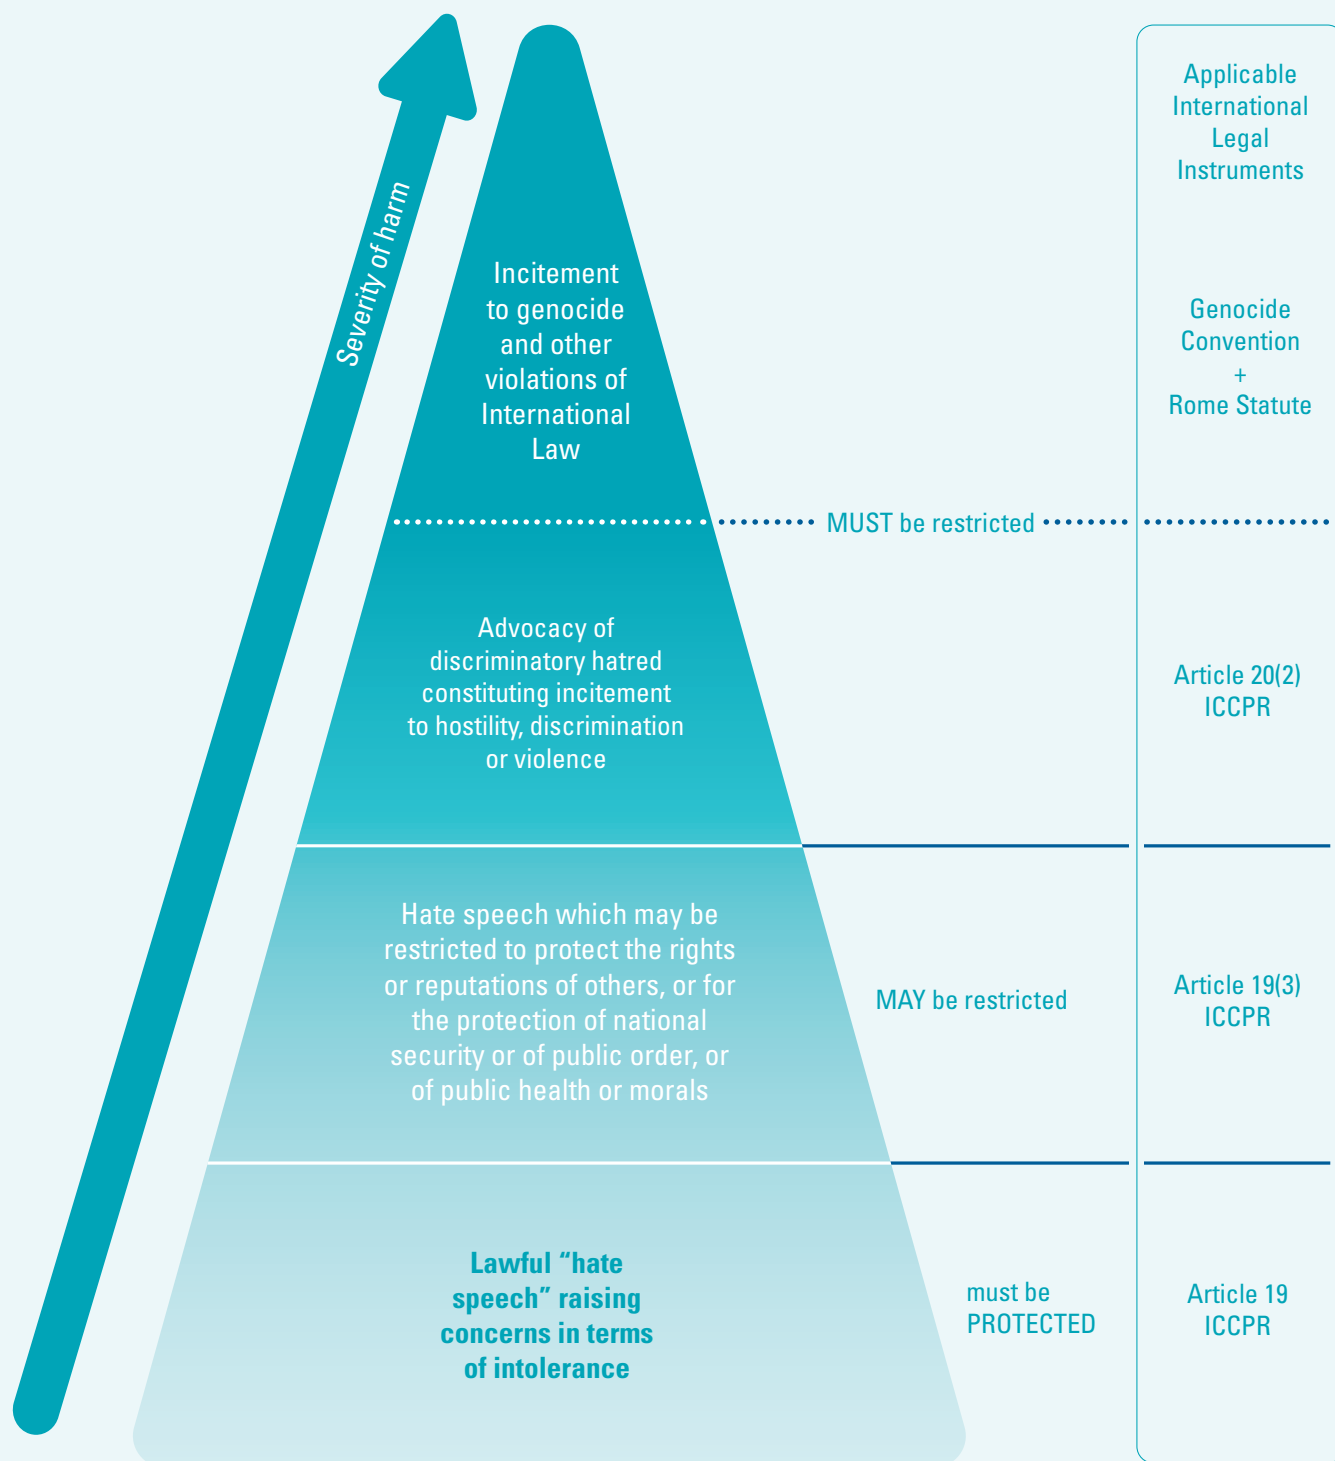 Severity of harm
Applicable
International
Legal
Instruments
Incitement
to genocide
and other
violations of
International
Law
Genocide
Convention
+
Rome Statute
MUST be restricted
Advocacy of
discriminatory hatred
constituting incitement
to hostility, discrimination
or violence
Article 20(2)
ICCPR
Hate speech which may be
restricted to protect the rights
or reputations of others, or for
the protection of national
security or of public order, or
of public health or morals
MAY be restricted
Article 19(3)
ICCPR
Lawful “hate
speech” raising
concerns in terms
of intolerance
must be
PROTECTED
Article 19
ICCPR